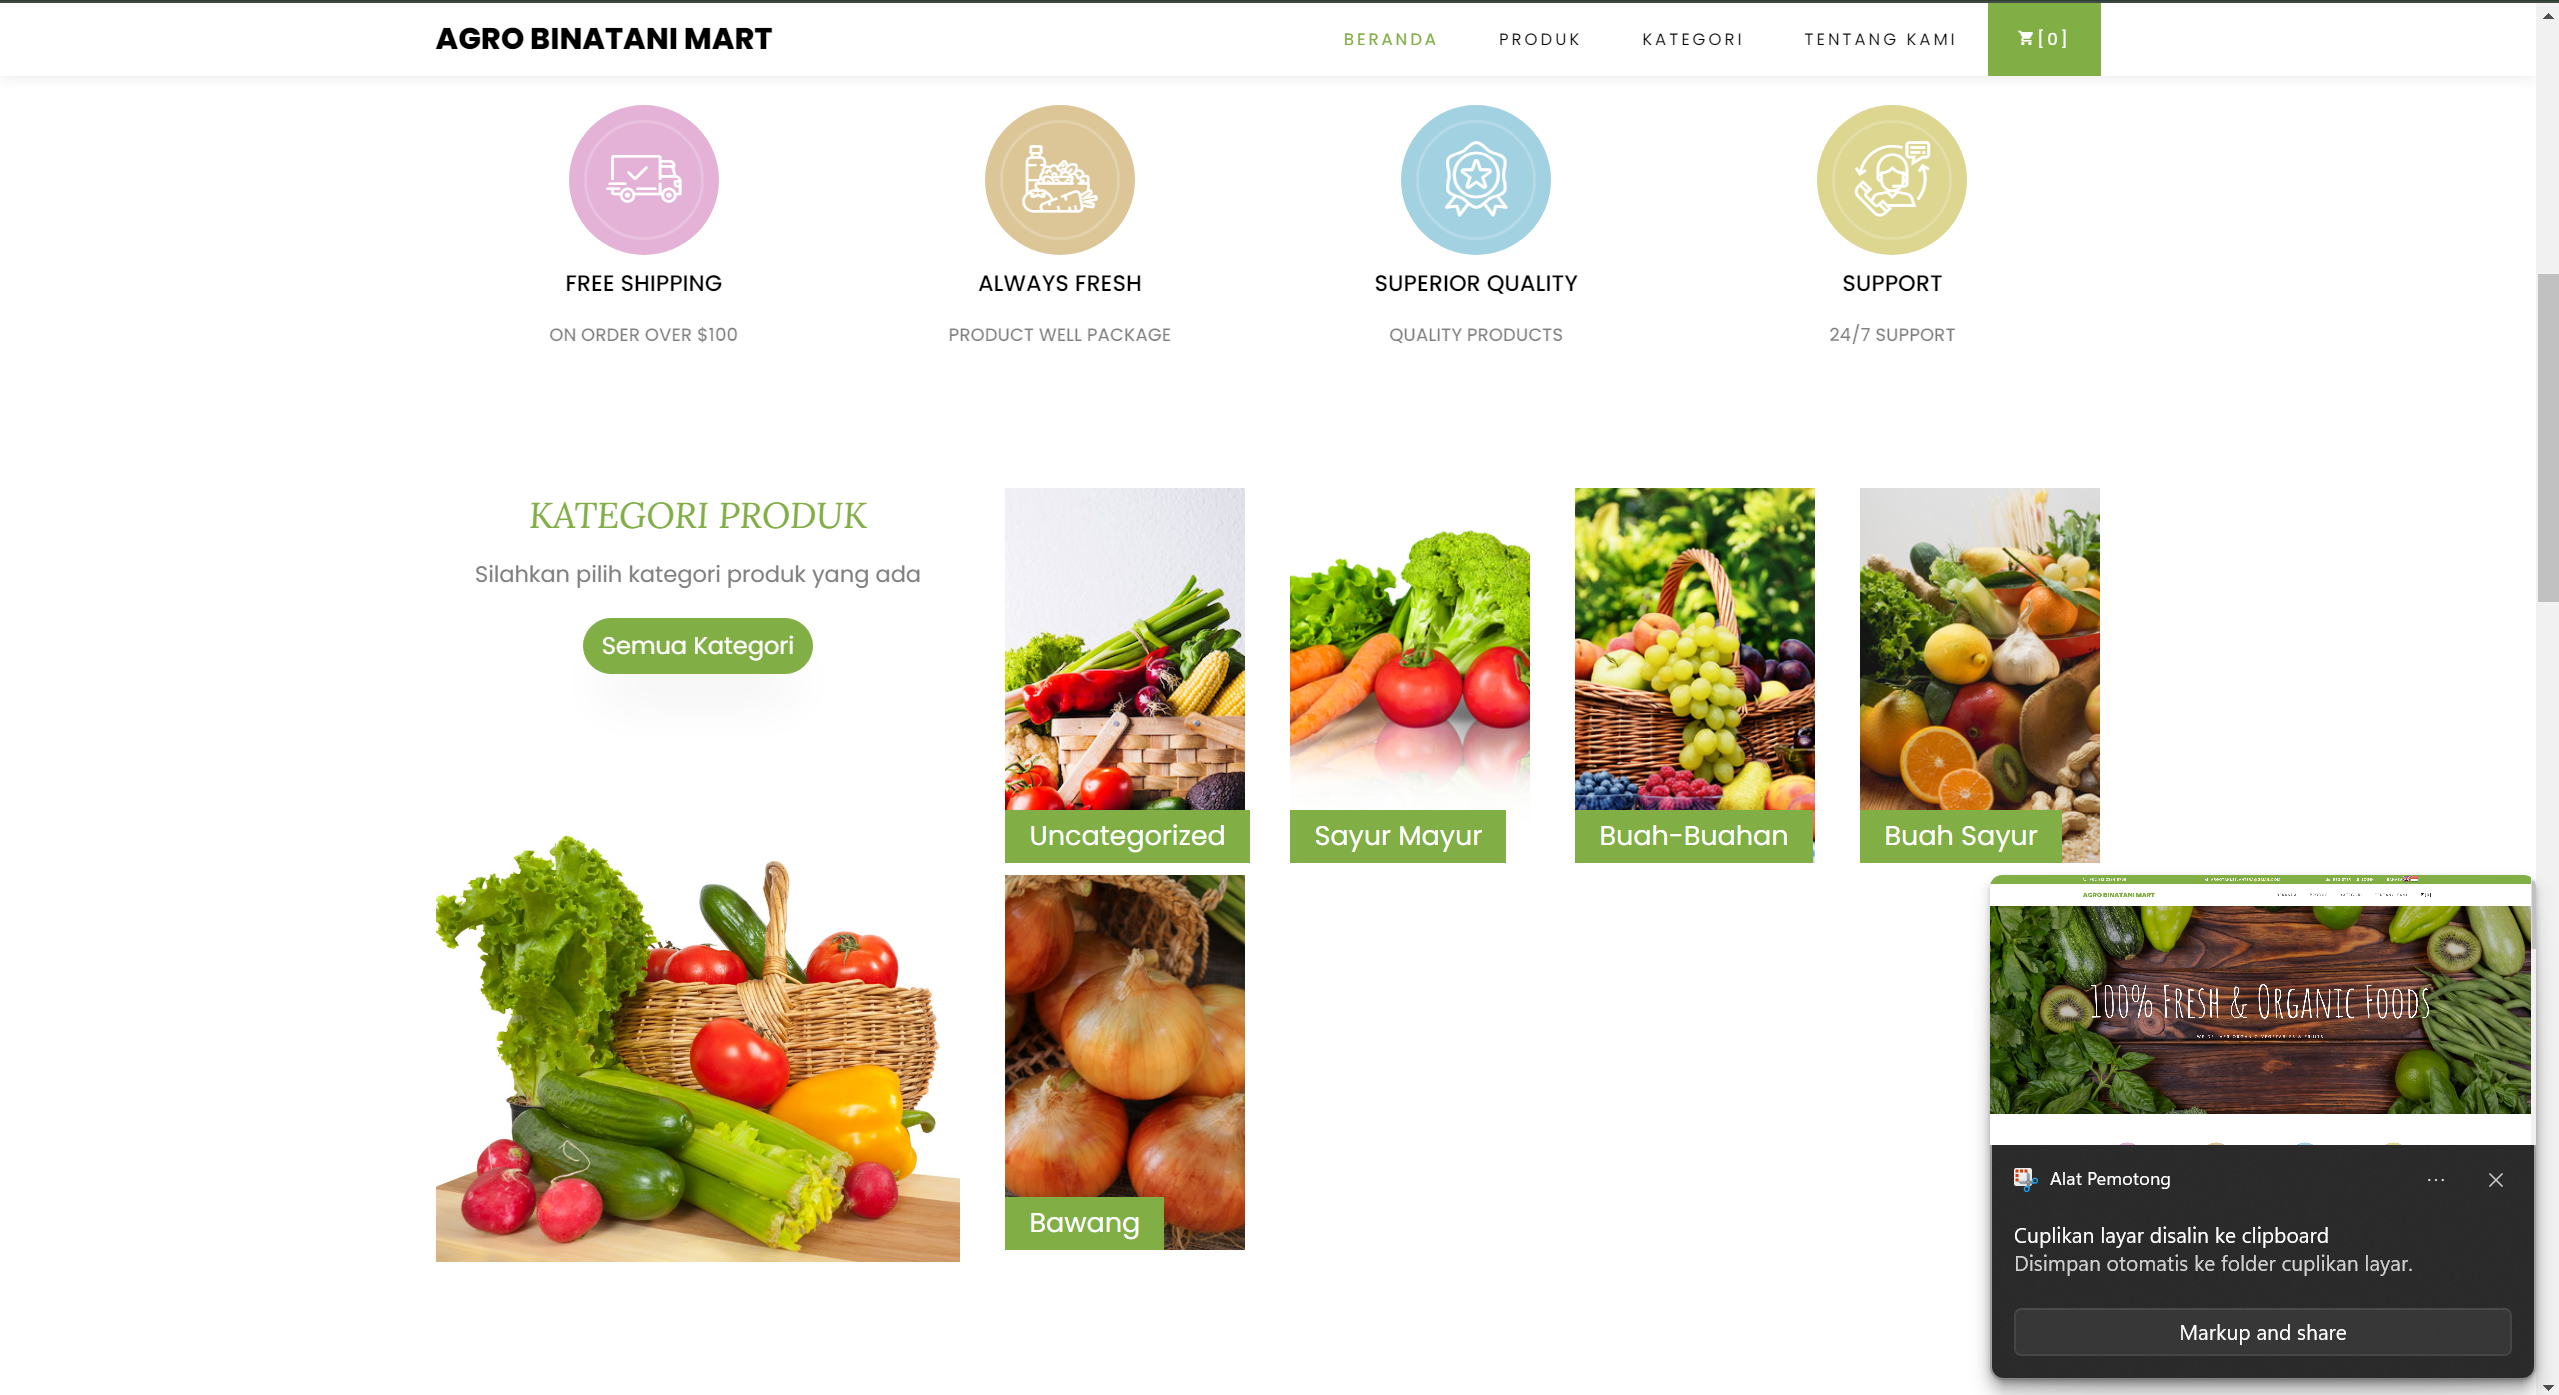 AGRO BINATANI MART
BERANDA
PRODUK
KATEGORI
TENTANG KAMI
[0]
FREE SHIPPING
ON ORDER OVER $100
ALWAYS FRESH
PRODUCT WELL PACKAGE
SUPERIOR QUALITY
QUALITY PRODUCTS
SUPPORT
24/7 SUPPORT
KATEGORI PRODUK
Silahkan pilih kategori produk yang ada
Semua Kategori
Uncategorized
Sayur Mayur
Buah-Buahan
Buah Sayur
Bawang
AGRO BINATANI MART
100% FRESH & ORGANIC FOODS
Alat Pemotong
Cuplikan layar disalin ke clipboard
Disimpan otomatis ke folder cuplikan layar.
Markup and share